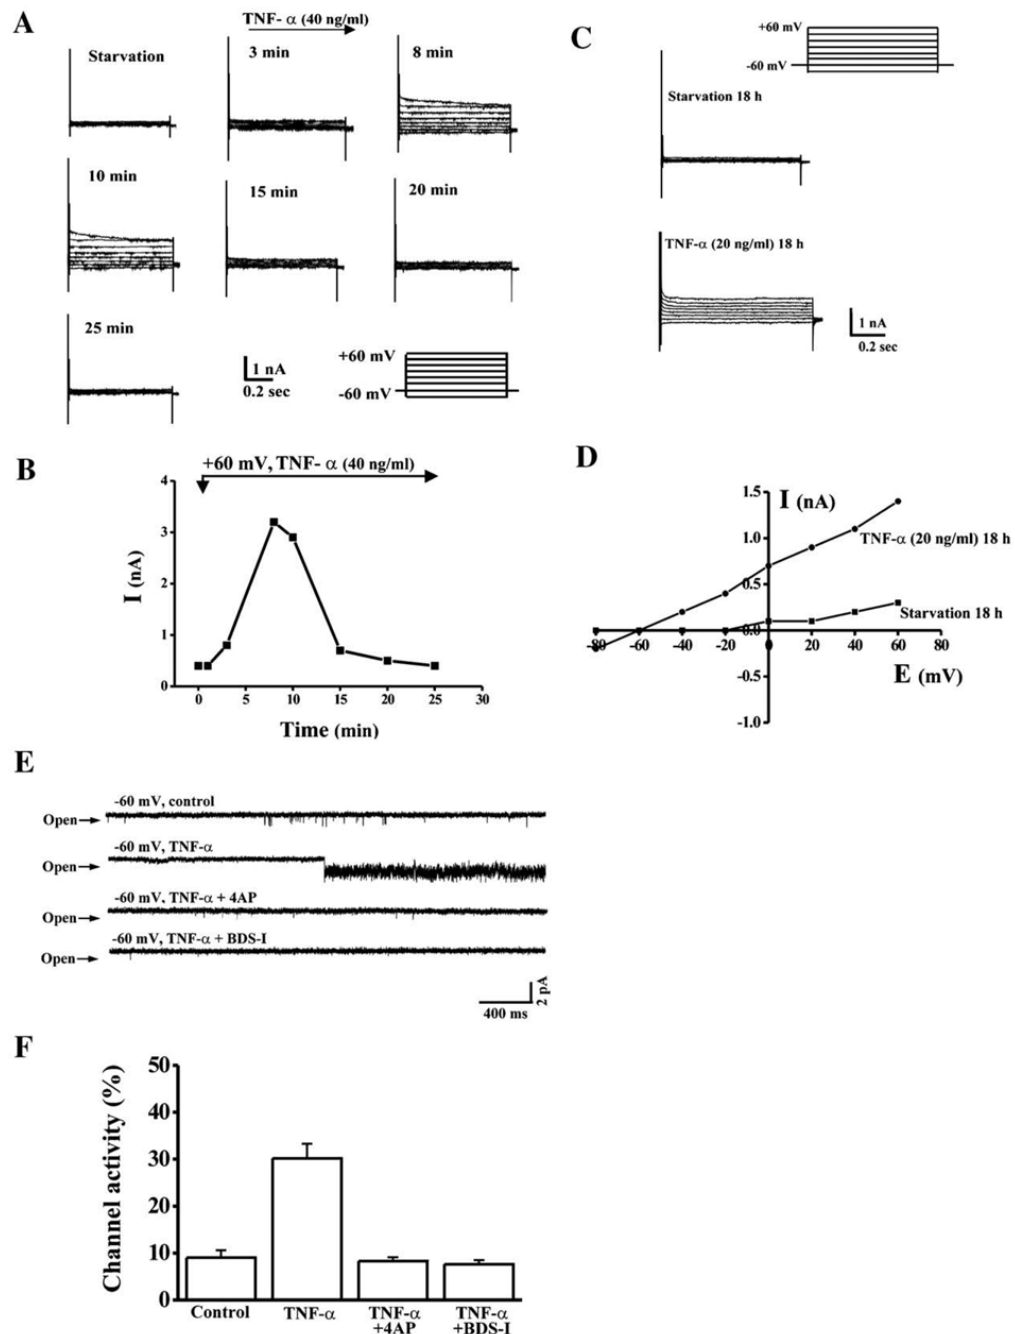 A
TNF- α (40 ng/ml)
Starvation
3 min
8 min
10 min
15 min
20 min
25 min
1 nA
0.2 sec
+60 mV
-60 mV
C
+60 mV
-60 mV
Starvation 18 h
TNF-α (20 ng/ml) 18 h
1 nA
0.2 sec
B
+60 mV, TNF- α (40 ng/ml)
4
3
2
1
0
I (nA)
0 5 10 15 20 25 30
Time (min)
D
I (nA)
1.5
1.0
0.5
0.0
-0.5
-1.0
TNF-α (20 ng/ml) 18 h
Starvation 18 h
-80 -60 -40 -20 0 20 40 60 80
E (mV)
E
-60 mV, control
Open
-60 mV, TNF-α
Open
-60 mV, TNF-α + 4AP
Open
-60 mV, TNF-α + BDS-I
Open
2 pA
400 ms
F
Channel activity (%)
50
40
30
20
10
0
Control TNF-α TNF-α TNF-α
+4AP +BDS-I